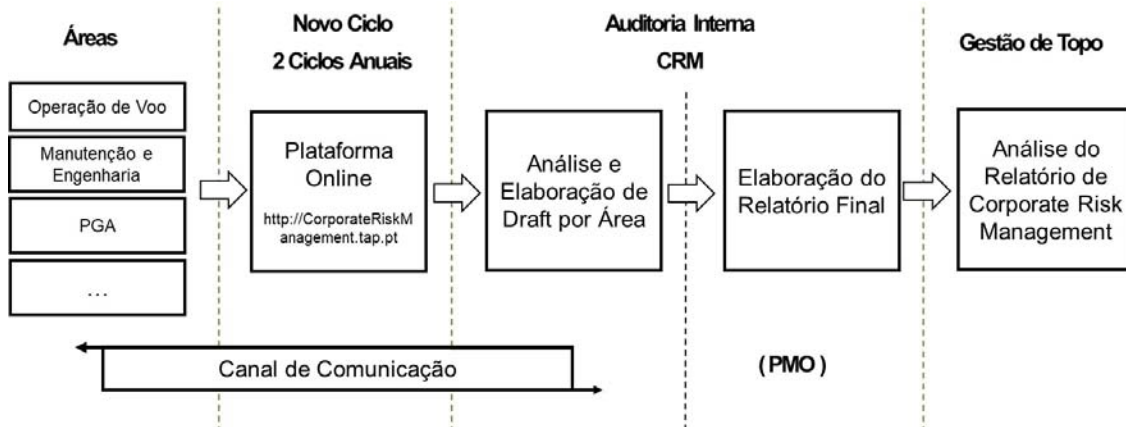 Áreas
Operação de Voo
Manutenção e
Engenharia
PGA
...
Novo Ciclo
2 Ciclos Anuais
Plataforma
Online
http://CorporateRiskM
anagement.tap.pt
Auditoria Interna
CRM
Análise e
Elaboração de
Draft por Área
Elaboração do
Relatório Final
Gestão de Topo
Análise do
Relatório de
Corporate Risk
Management
Canal de Comunicação
( PMO )